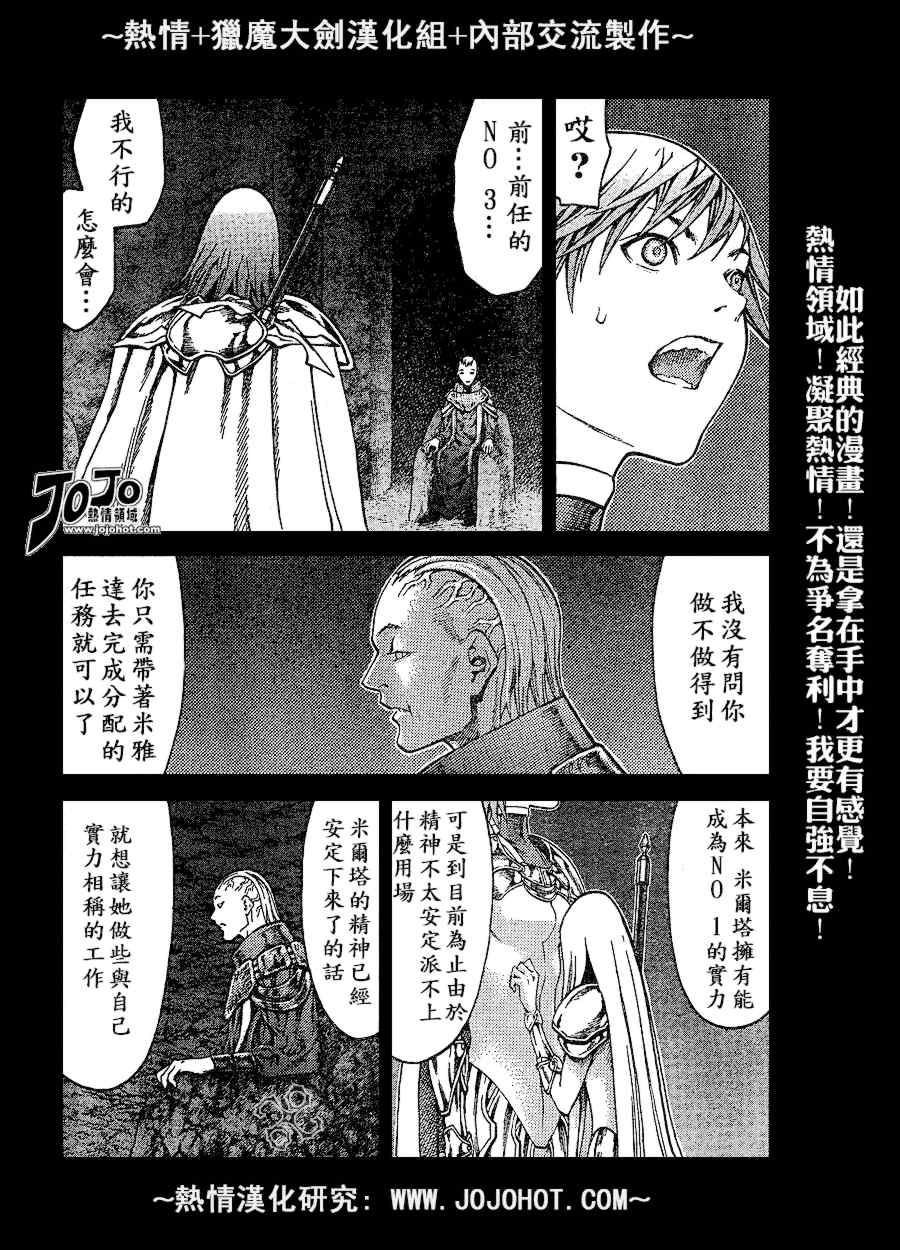 ~熱情+獵魔大劍漢化組+內部交流製作~
哎?
前…前任的
NO 3…
我不行的
怎麼會…
JOJO
熱情領域
www.jojohot.com
我沒有問你
做不做得到
你只需帶著米雅
達去完成分配的
任務就可以了
本來 米爾塔擁有能
成為NO 1的實力
可是到目前為止由於
精神不太安定派不上
什麼用場
米爾塔的精神已經
安定下來了的話
就想讓她做些與自己
實力相稱的工作
如此經典的漫畫!還是拿在手中才更有感覺!
熱情領域!凝聚熱情!不為爭名奪利!我要自強不息!
~熱情漢化研究: WWW.JOJOHOT.COM~